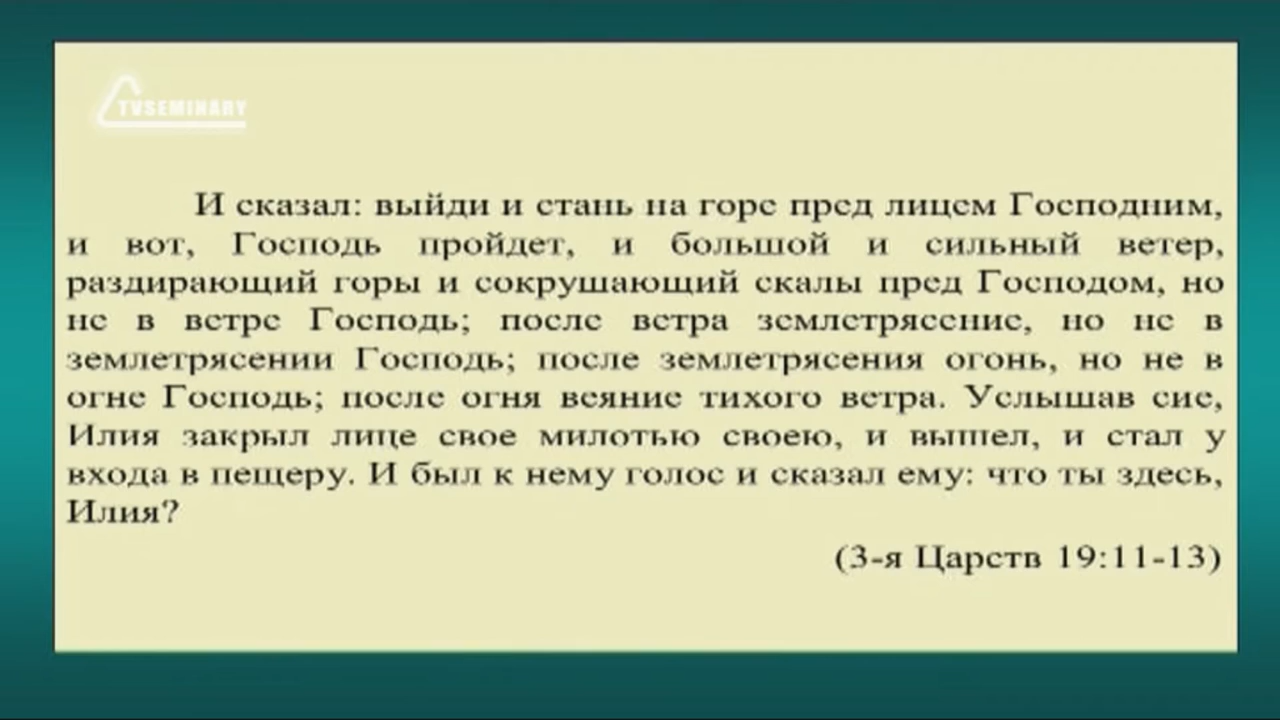 TVSEMINARY
И сказал: выйди и стань на горе пред лицем Господним,
и вот, Господь пройдет, и большой и сильный ветер,
раздирающий горы и сокрушающий скалы пред Господом, но
не в ветре Господь; после ветра землетрясение, но не в
землетрясении Господь; после землетрясения огонь, но не в
огне Господь; после огня веяние тихого ветра. Услышав сие,
Илия закрыл лице свое милотью своею, и вышел, и стал у
входа в пещеру. И был к нему голос и сказал ему: что ты здесь,
Илия?
(3-я Царств 19:11-13)